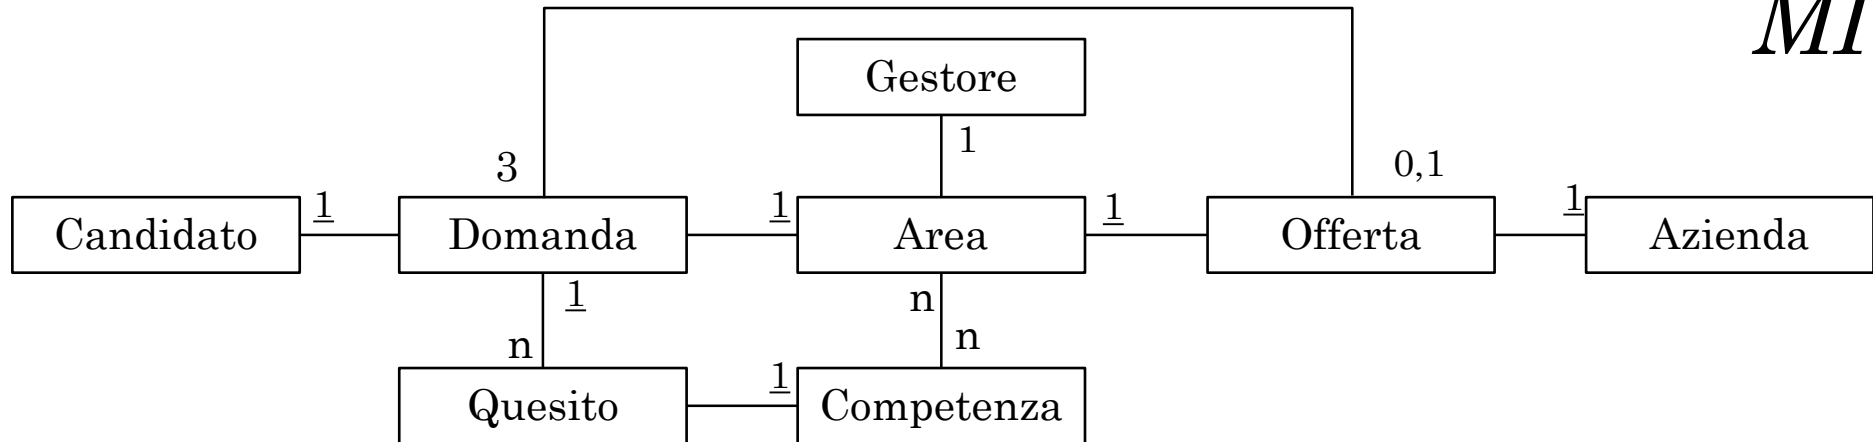 MI
Gestore
1
3
0,1
Candidato
1
Domanda
1
Area
1
Offerta
1
Azienda
1
n
n
n
Quesito
1
Competenza